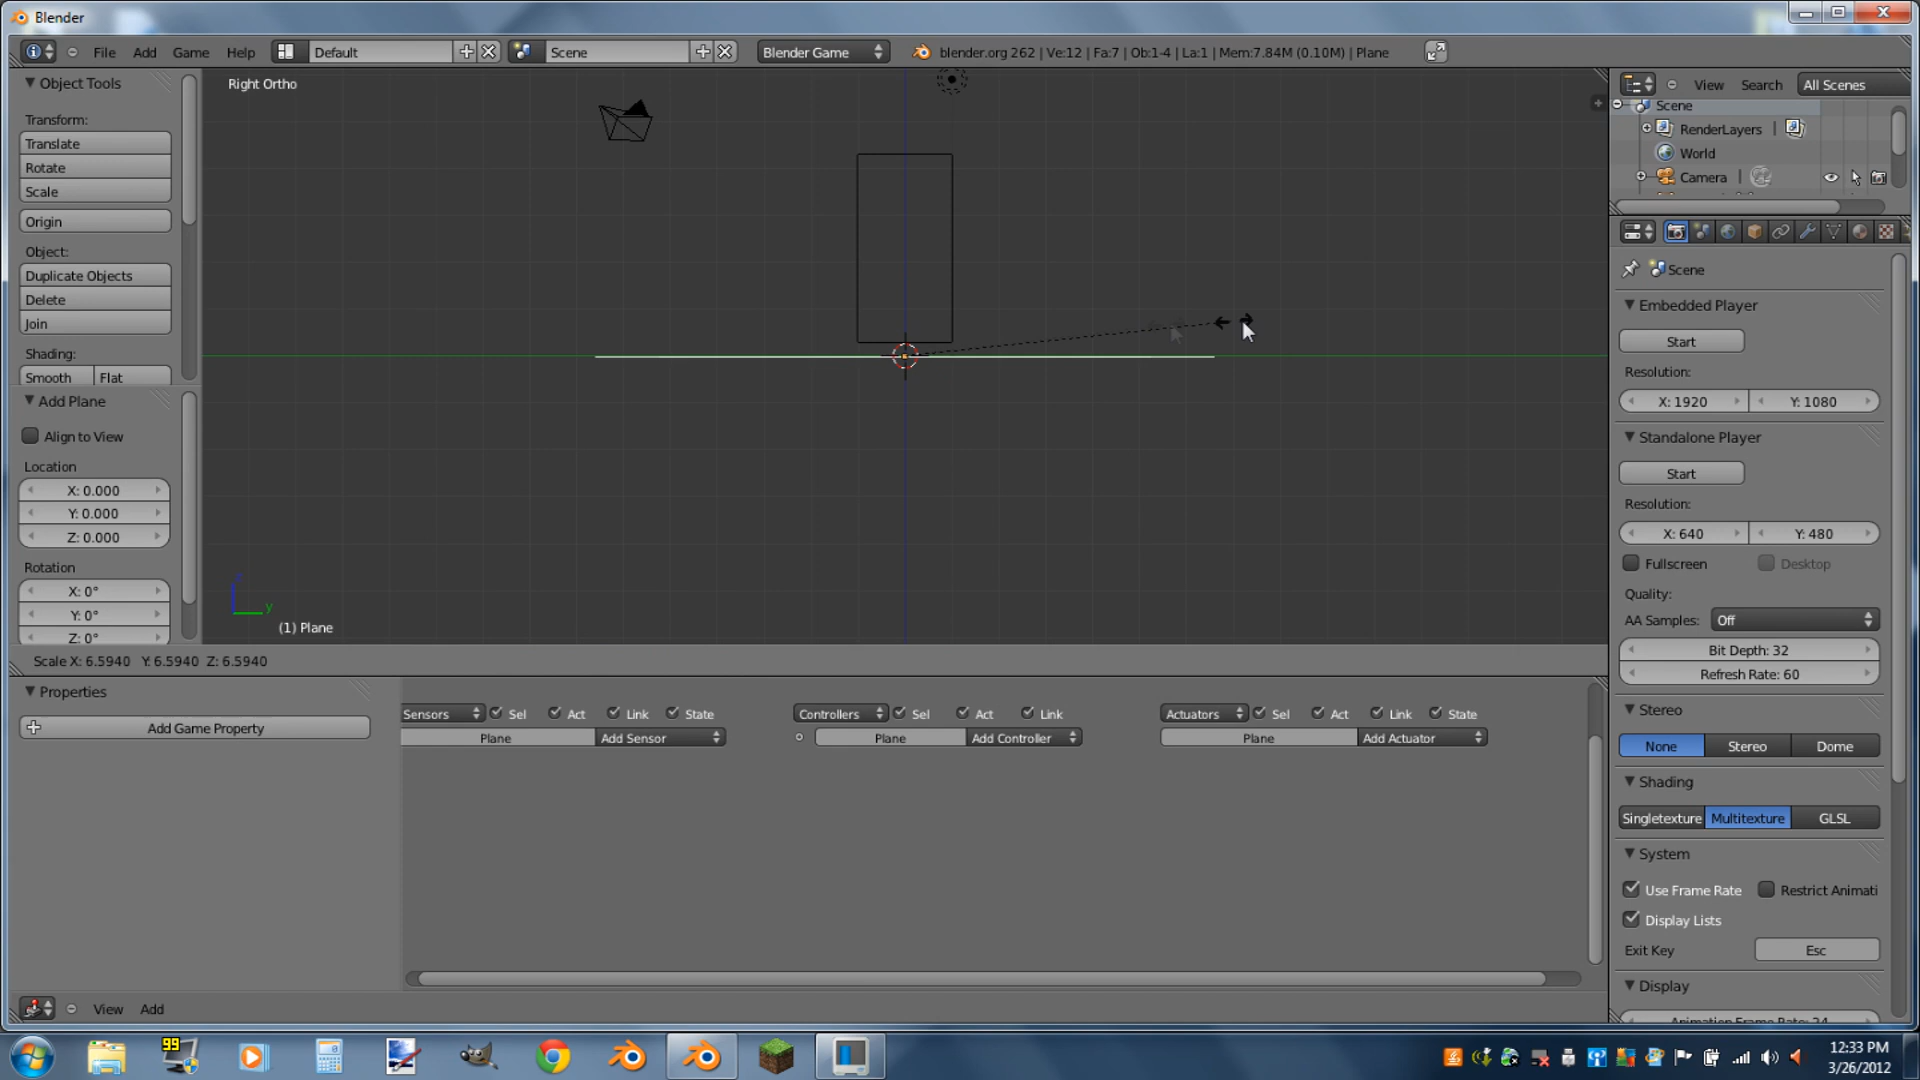 Blender
File Add Game Help Default Scene Blender Game blender.org 262 | Ve:12 | Fa:7 | Ob:1-4 | La:1 | Mem:7.84M (0.10M) | Plane
Object Tools
Transform:
Translate
Rotate
Scale
Origin
Object:
Duplicate Objects
Delete
Join
Shading:
Smooth Flat
Add Plane
Align to View
Location
X: 0.000
Y: 0.000
Z: 0.000
Rotation
X: 0°
Y: 0°
Z: 0°
Right Ortho
y
(1) Plane
Scale X: 6.5940 Y: 6.5940 Z: 6.5940
View Search All Scenes
Scene
RenderLayers |
World
Camera |
Scene
Embedded Player
Start
Resolution:
X: 1920 Y: 1080
Standalone Player
Start
Resolution:
X: 640 Y: 480
Fullscreen Desktop
Quality:
AA Samples: Off
Bit Depth: 32
Refresh Rate: 60
Stereo
None Stereo Dome
Shading
Singletexture Multitexture GLSL
System
Use Frame Rate Restrict Animati
Display Lists
Exit Key Esc
Display
Animation Frame Rate: 24
Properties
Add Game Property
Sensors Sel Act Link State
Plane Add Sensor
Controllers Sel Act Link
Plane Add Controller
Actuators Sel Act Link State
Plane Add Actuator
View Add
99
12:33 PM
3/26/2012